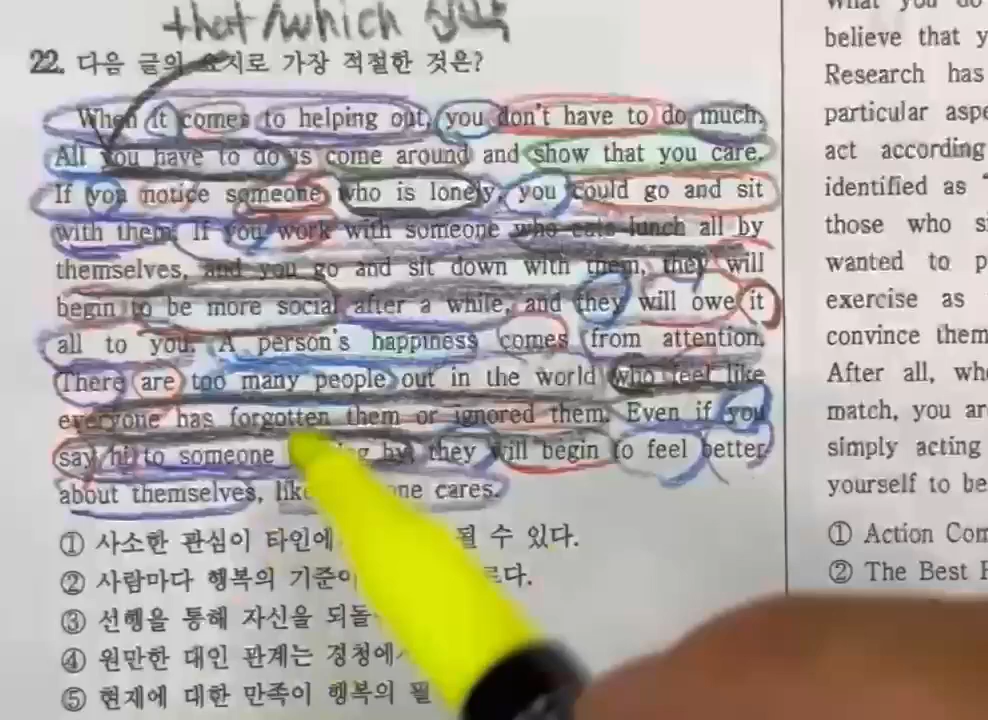 that/which
22. 다음 글의 요지로 가장 적절한 것은?
When it comes to helping out, you don't have to do much.
All you have to do is come around and show that you care.
If you notice someone who is lonely, you could go and sit
with them. If you work with someone who eats lunch all by
themselves, and you go and sit down with them, they will
begin to be more social after a while, and they will owe it
all to you. A person's happiness comes from attention.
There are too many people out in the world who feel like
everyone has forgotten them or ignored them. Even if you
say hi to someone by, they will begin to feel better
about themselves, one cares.
① 사소한 관심이 타인에 될 수 있다.
② 사람마다 행복의 기준이
③ 선행을 통해 자신을 되돌
④ 원만한 대인 관계는 경청에
⑤ 현재에 대한 만족이 행복의 필
believe that
Research has
particular
act according
identified as
those who
wanted to
exercise as
convince them
After all,
match, you
simply acting
yourself to
① Action
② The Best